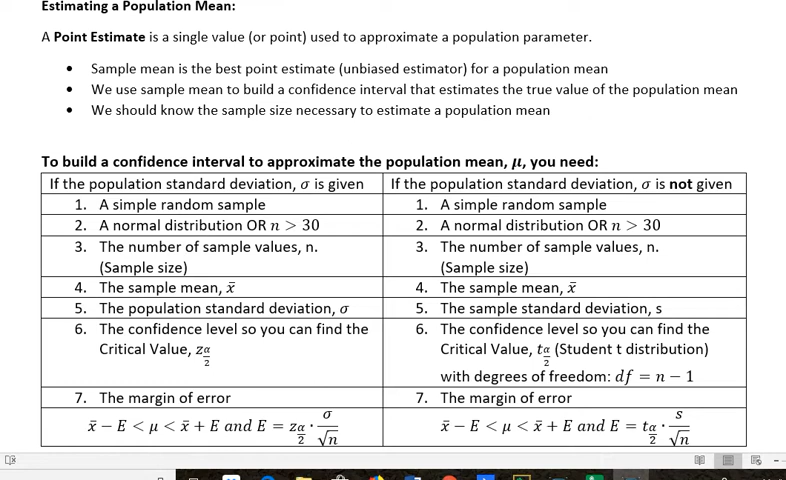 Estimating a Population Mean:
A Point Estimate is a single value (or point) used to approximate a population parameter.
• Sample mean is the best point estimate (unbiased estimator) for a population mean
• We use sample mean to build a confidence interval that estimates the true value of the population mean
• We should know the sample size necessary to estimate a population mean
To build a confidence interval to approximate the population mean, μ, you need:
If the population standard deviation, σ is given
1. A simple random sample
2. A normal distribution OR n > 30
3. The number of sample values, n.
(Sample size)
4. The sample mean, x̄
5. The population standard deviation, σ
6. The confidence level so you can find the
Critical Value, z_(α/2)
7. The margin of error
x̄ − E < μ < x̄ + E and E = z_(α/2) · σ/√n
If the population standard deviation, σ is not given
1. A simple random sample
2. A normal distribution OR n > 30
3. The number of sample values, n.
(Sample size)
4. The sample mean, x̄
5. The sample standard deviation, s
6. The confidence level so you can find the
Critical Value, t_(α/2) (Student t distribution)
with degrees of freedom: df = n − 1
7. The margin of error
x̄ − E < μ < x̄ + E and E = t_(α/2) · s/√n